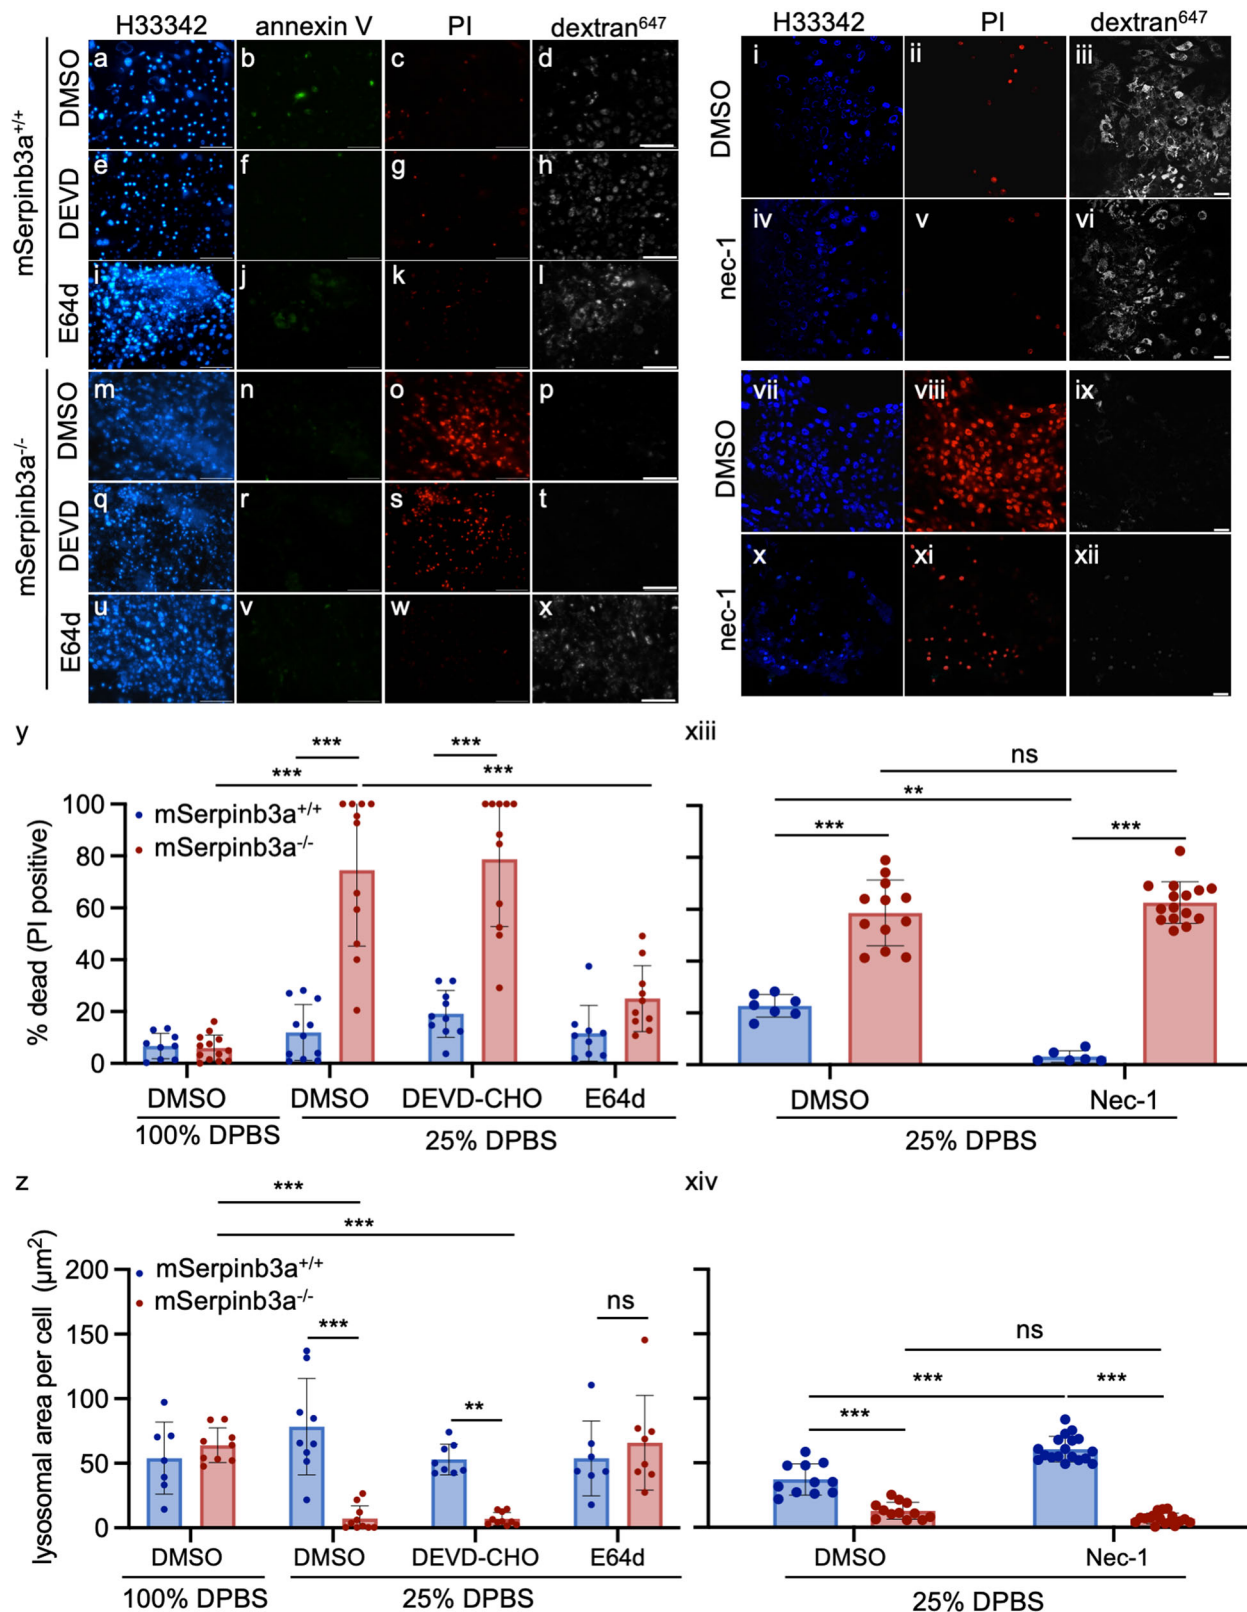 H33342 annexin V PI dextran647
H33342 PI dextran647
mSerpinb3a+/+
DMSO
a b c d
DEVD
e f g h
E64d
i j k l
mSerpinb3a-/-
DMSO
m n o p
DEVD
q r s t
E64d
u v w x
DMSO
i ii iii
nec-1
iv v vi
DMSO
vii viii ix
nec-1
x xi xii
y
*** ***
*** ***
% dead (PI positive)
100
80
60
40
20
0
mSerpinb3a+/+
mSerpinb3a-/-
DMSO DMSO DEVD-CHO E64d
100% DPBS 25% DPBS
xiii
ns
**
*** ***
DMSO Nec-1
25% DPBS
z
***
***
lysosomal area per cell (µm2)
200
150
100
50
0
mSerpinb3a+/+
mSerpinb3a-/-
ns
***
**
DMSO DMSO DEVD-CHO E64d
100% DPBS 25% DPBS
xiv
ns
*** ***
***
DMSO Nec-1
25% DPBS